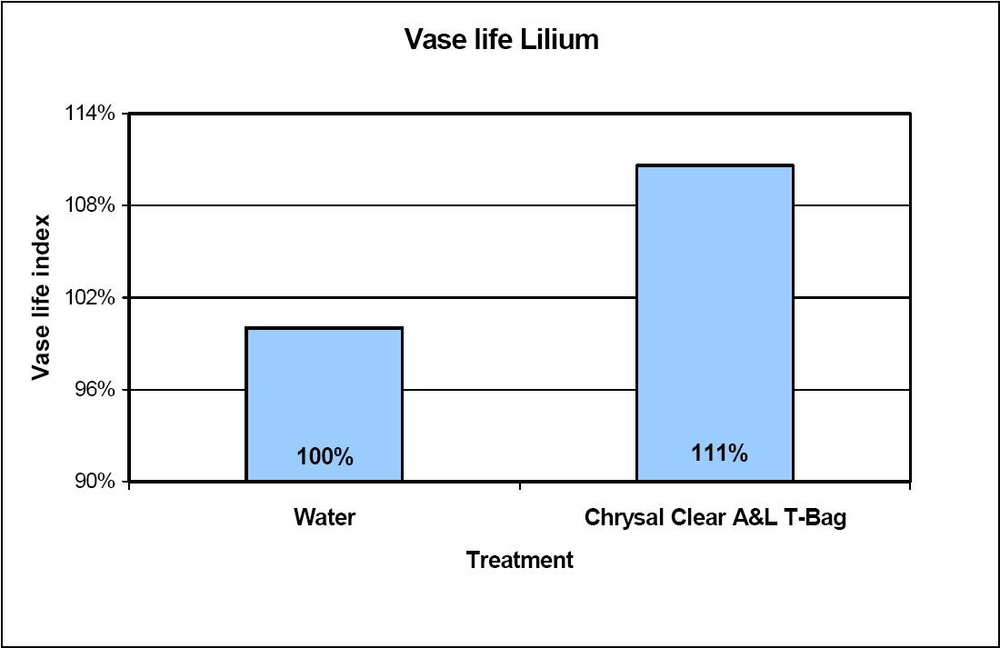 Vase life Lilium
114%
108%
102%
96%
90%
Vase life index
100%
111%
Water
Chrysal Clear A&L T-Bag
Treatment